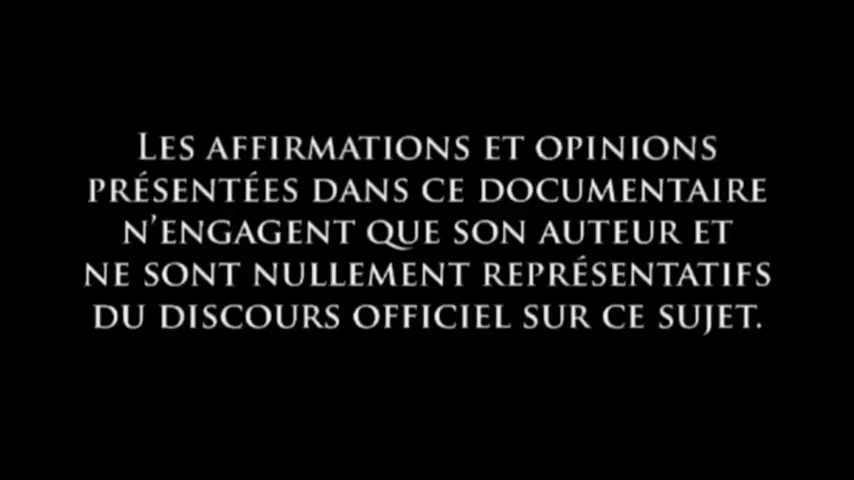 Les affirmations et opinions
présentées dans ce documentaire
n'engagent que son auteur et
ne sont nullement représentatifs
du discours officiel sur ce sujet.